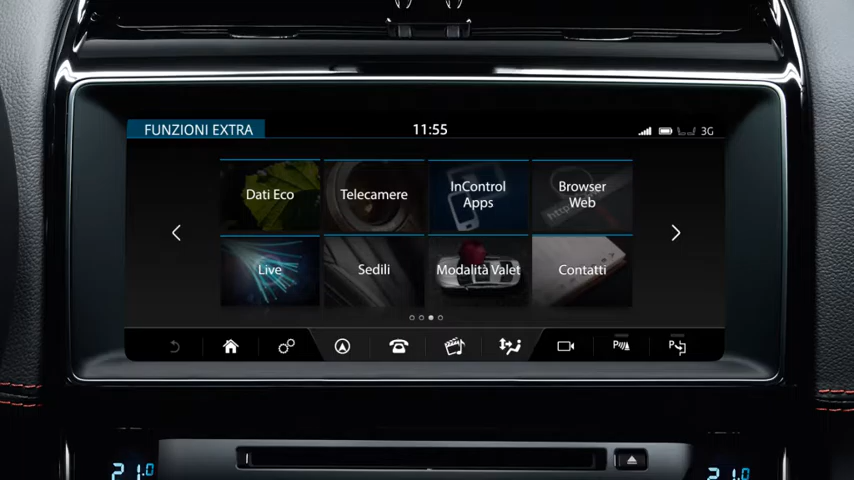 FUNZIONI EXTRA
11:55
3G
Dati Eco
Telecamere
InControl
Apps
Browser
Web
Live
Sedili
Modalità Valet
Contatti
P
P
21.0
21.0